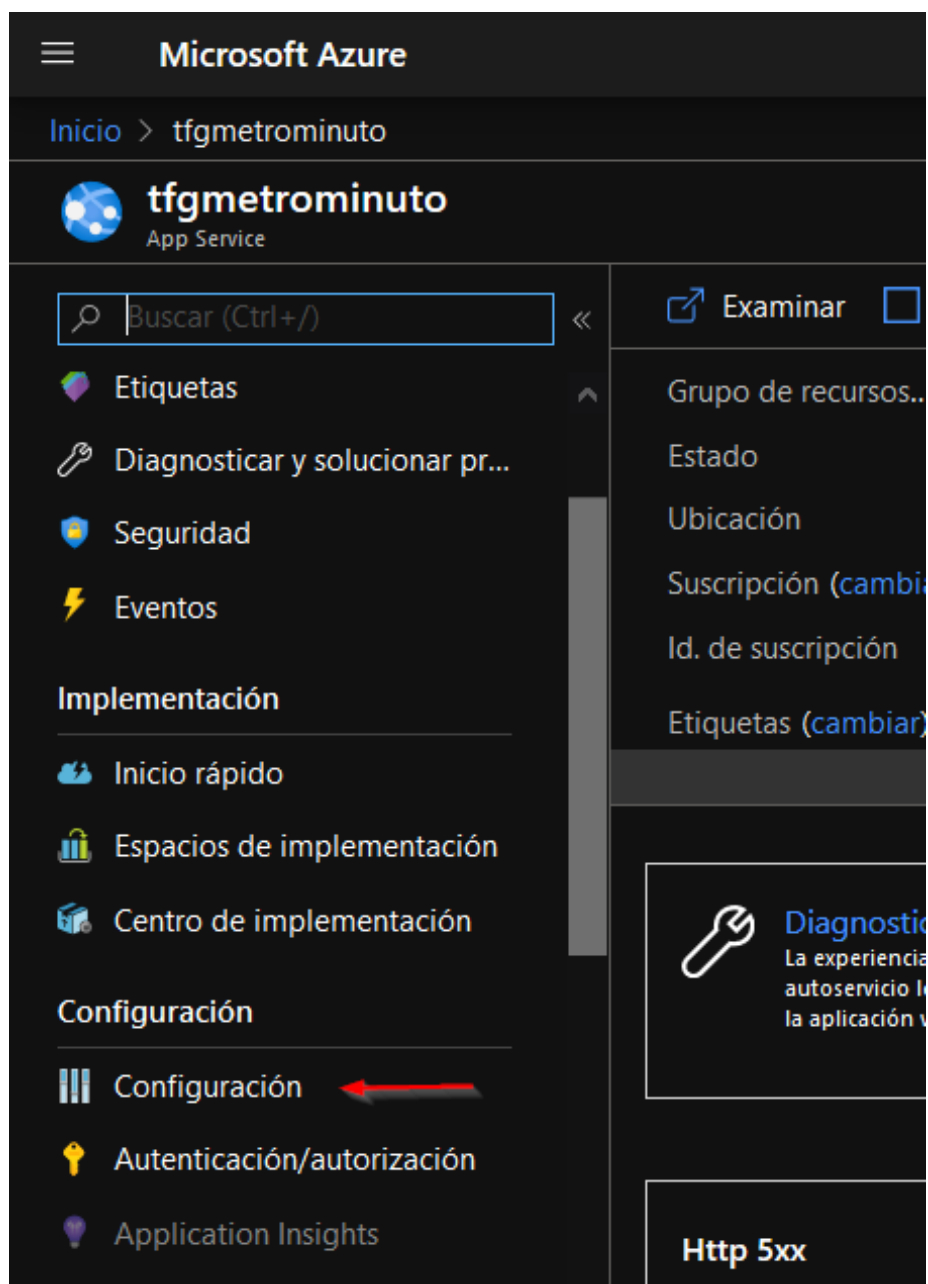 Microsoft Azure
Inicio > tfgmetrominuto
tfgmetrominuto
App Service
Buscar (Ctrl+/)
«
Etiquetas
Diagnosticar y solucionar pr...
Seguridad
Eventos
Implementación
Inicio rápido
Espacios de implementación
Centro de implementación
Configuración
Configuración
Autenticación/autorización
Application Insights
Examinar
Grupo de recursos..
Estado
Ubicación
Suscripción (cambia
Id. de suscripción
Etiquetas (cambiar)
Diagnostic
La experiencia
autoservicio l
la aplicación v
Http 5xx